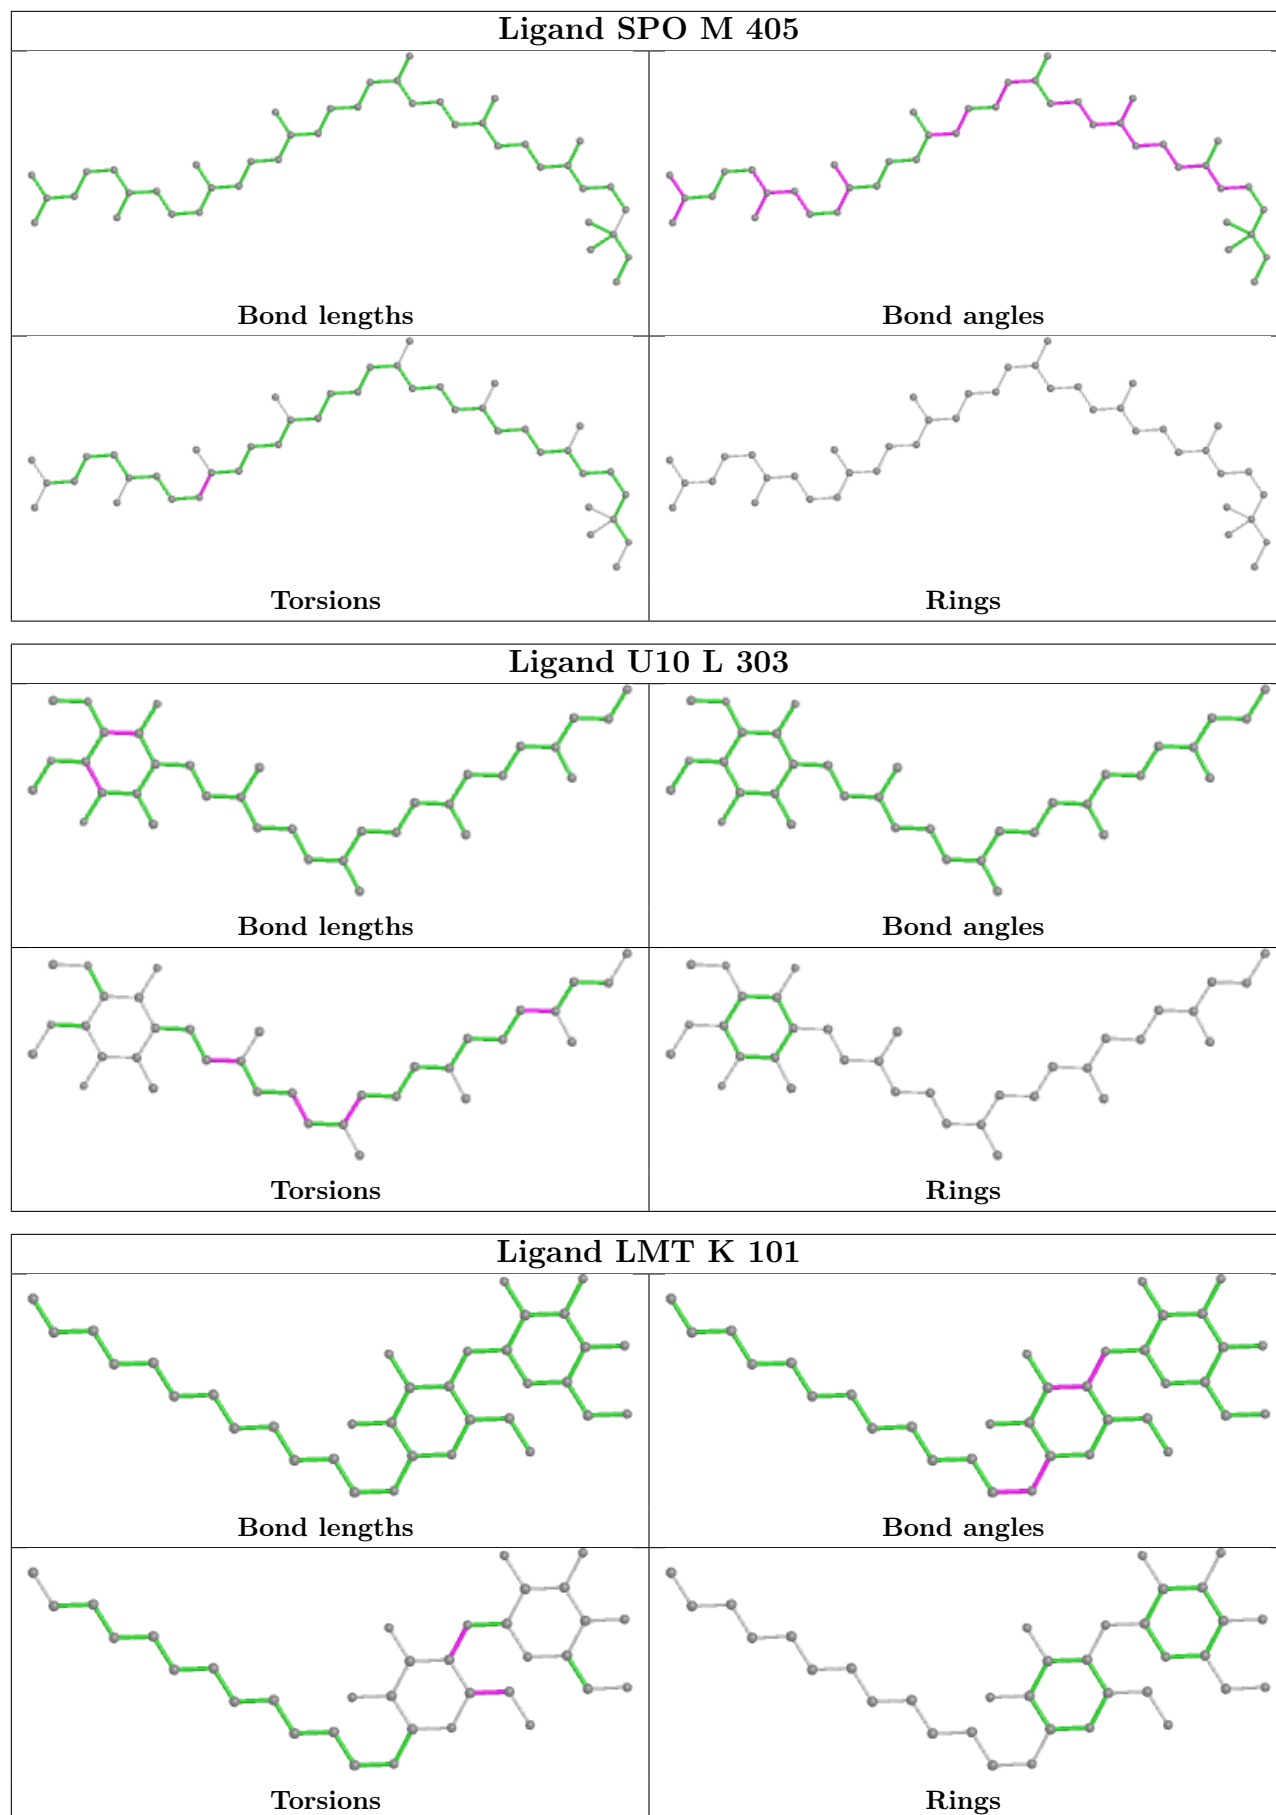 Ligand SPO M 405
Bond lengths
Bond angles
Torsions
Rings
Ligand U10 L 303
Bond lengths
Bond angles
Torsions
Rings
Ligand LMT K 101
Bond lengths
Bond angles
Torsions
Rings